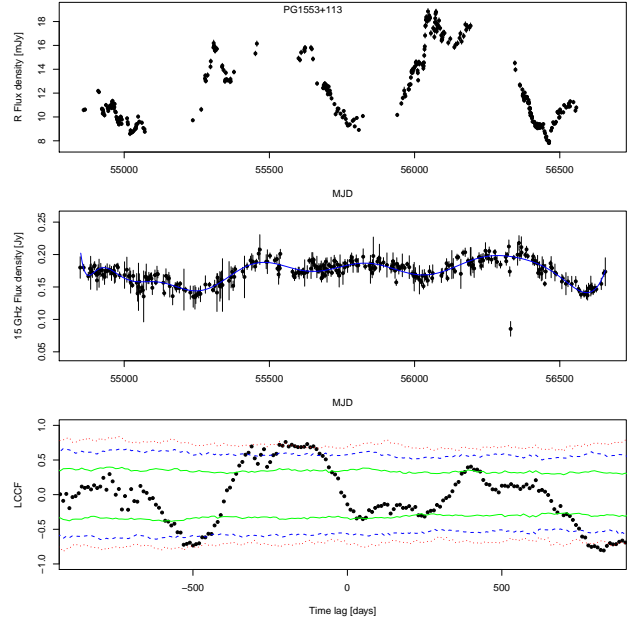 PG1553+113
R Flux density [mJy]
18
16
14
12
10
8
55000 55500 56000 56500
MJD
15 GHz Flux density [Jy]
0.25
0.20
0.15
0.10
0.05
55000 55500 56000 56500
MJD
LCCF
1.0
0.5
0.0
−0.5
−1.0
−500 0 500
Time lag [days]